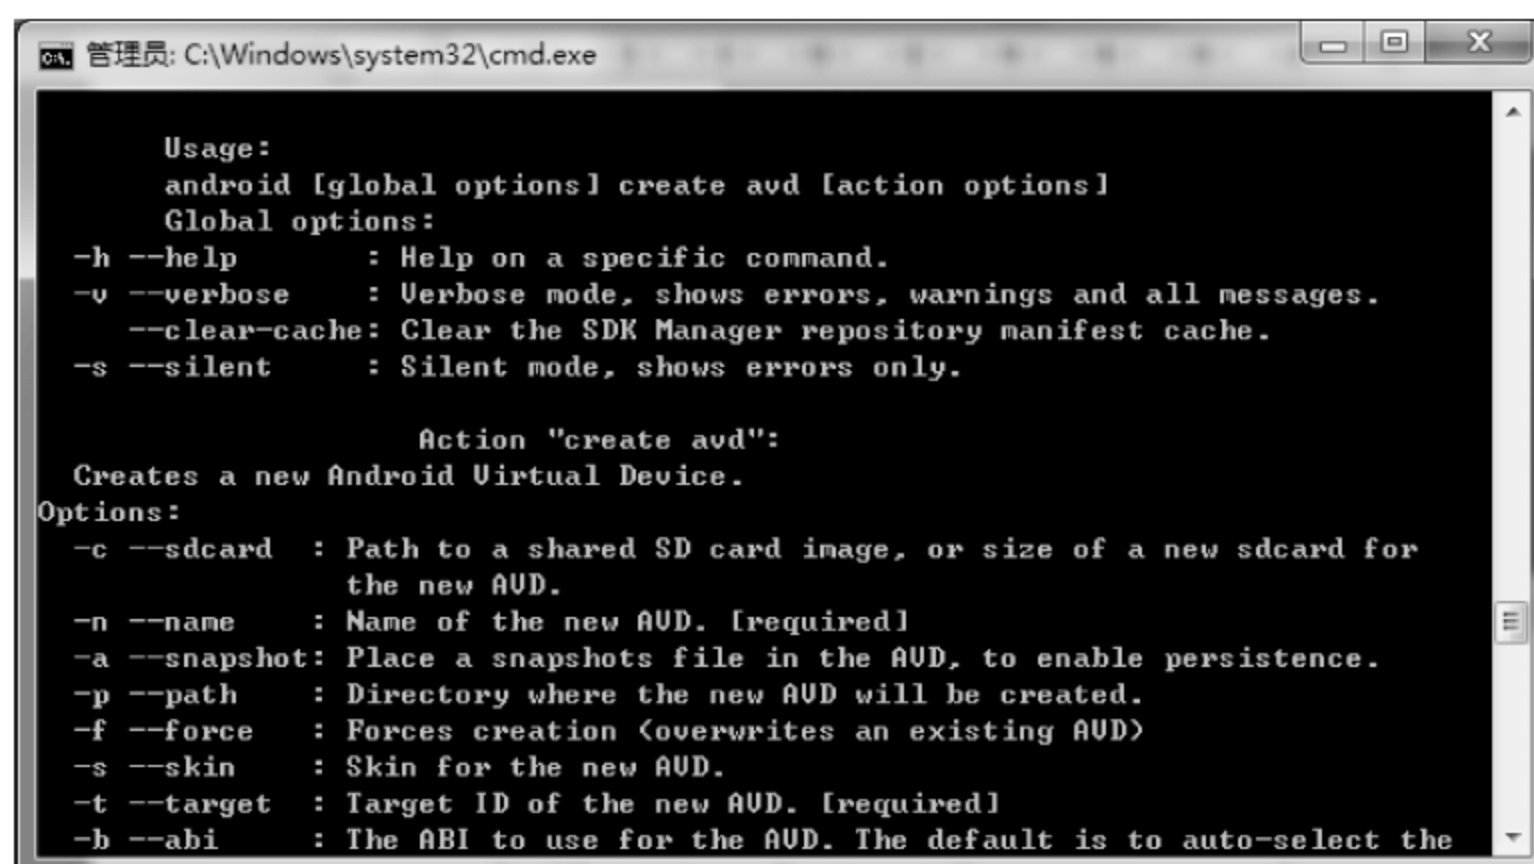 管理员: C:\Windows\system32\cmd.exe
Usage:
android [global options] create avd [action options]
Global options:
-h --help : Help on a specific command.
-v --verbose : Verbose mode, shows errors, warnings and all messages.
--clear-cache: Clear the SDK Manager repository manifest cache.
-s --silent : Silent mode, shows errors only.
Action "create avd":
Creates a new Android Virtual Device.
Options:
-c --sdcard : Path to a shared SD card image, or size of a new sdcard for
the new AVD.
-n --name : Name of the new AVD. [required]
-a --snapshot: Place a snapshots file in the AVD, to enable persistence.
-p --path : Directory where the new AVD will be created.
-f --force : Forces creation (overwrites an existing AVD)
-s --skin : Skin for the new AVD.
-t --target : Target ID of the new AVD. [required]
-b --abi : The ABI to use for the AVD. The default is to auto-select the